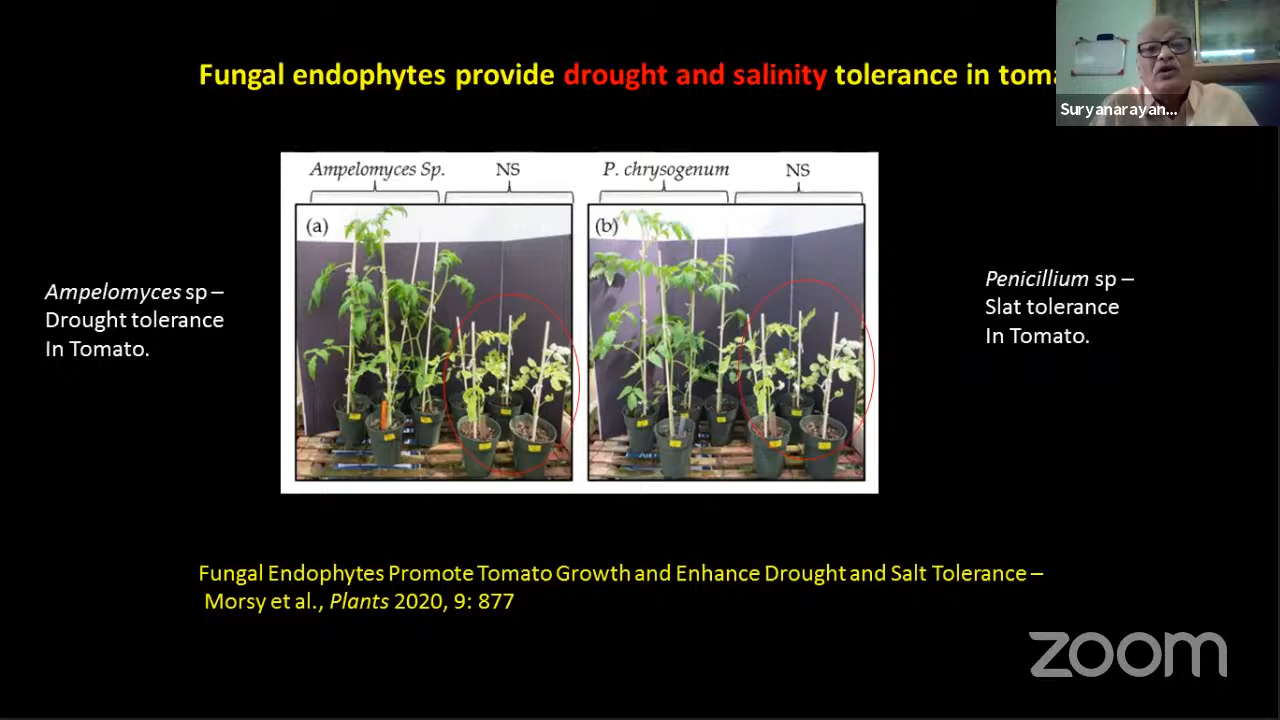 Fungal endophytes provide drought and salinity tolerance in toma
Suryanarayan...
Ampelomyces Sp. NS P. chrysogenum NS
(a) (b)
Ampelomyces sp –
Drought tolerance
In Tomato.
Penicillium sp –
Slat tolerance
In Tomato.
Fungal Endophytes Promote Tomato Growth and Enhance Drought and Salt Tolerance –
Morsy et al., Plants 2020, 9: 877
zoom